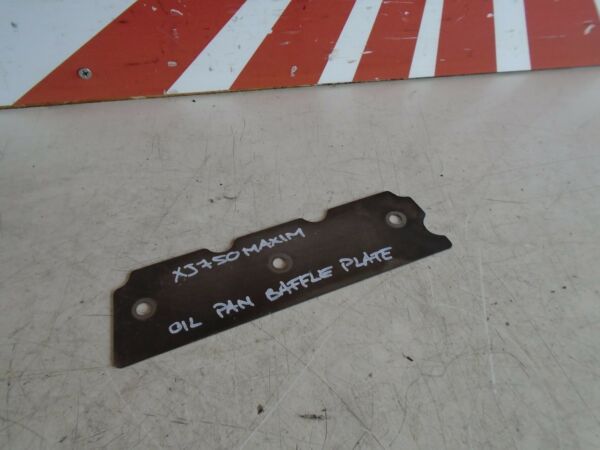 XJ750 MAXIM
OIL PAN BAFFLE PLATE